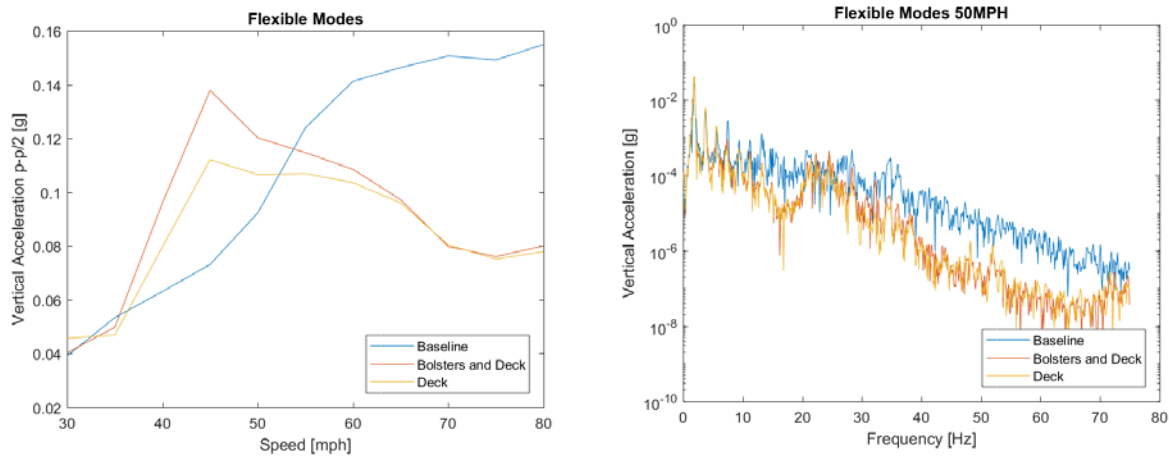 Flexible Modes
Vertical Acceleration p-p/2 [g]
0.16
0.14
0.12
0.1
0.08
0.06
0.04
0.02
30 40 50 60 70 80
Speed [mph]
Baseline
Bolsters and Deck
Deck
Flexible Modes 50MPH
Vertical Acceleration [g]
10^0
10^-2
10^-4
10^-6
10^-8
10^-10
0 10 20 30 40 50 60 70 80
Frequency [Hz]
Baseline
Bolsters and Deck
Deck